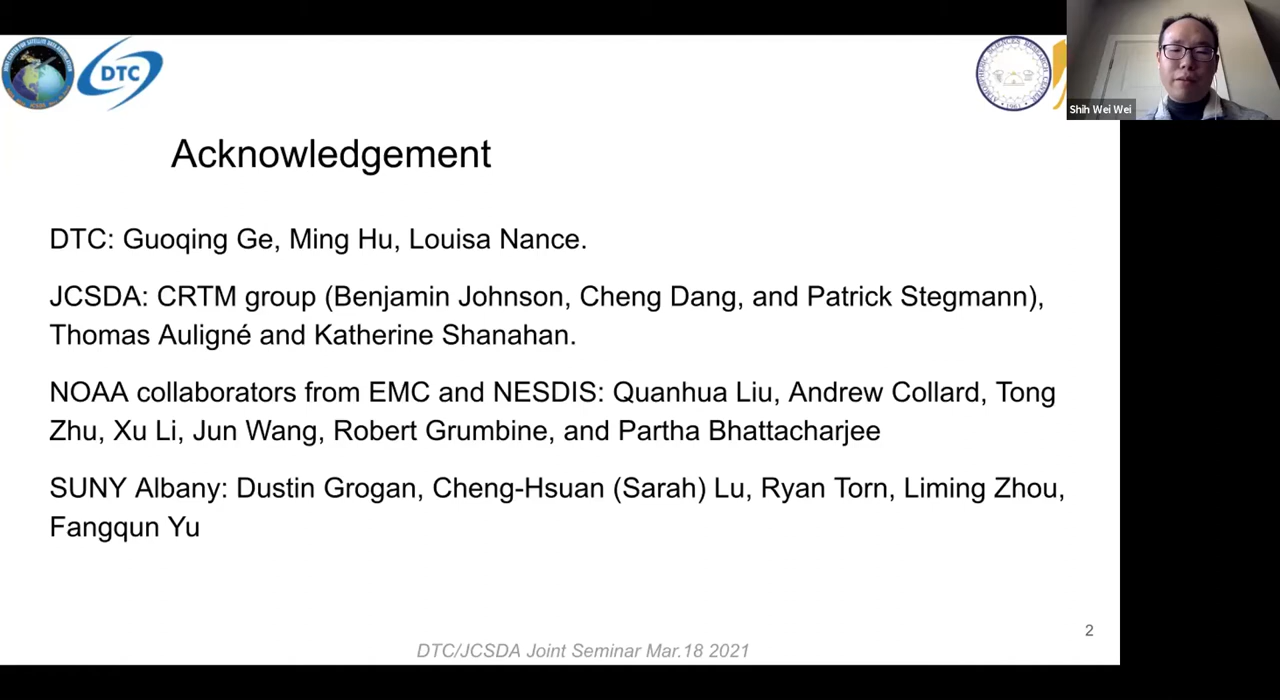 DTC
Shih Wei Wei
Acknowledgement
DTC: Guoqing Ge, Ming Hu, Louisa Nance.
JCSDA: CRTM group (Benjamin Johnson, Cheng Dang, and Patrick Stegmann),
Thomas Auligné and Katherine Shanahan.
NOAA collaborators from EMC and NESDIS: Quanhua Liu, Andrew Collard, Tong
Zhu, Xu Li, Jun Wang, Robert Grumbine, and Partha Bhattacharjee
SUNY Albany: Dustin Grogan, Cheng-Hsuan (Sarah) Lu, Ryan Torn, Liming Zhou,
Fangqun Yu
2
DTC/JCSDA Joint Seminar Mar.18 2021